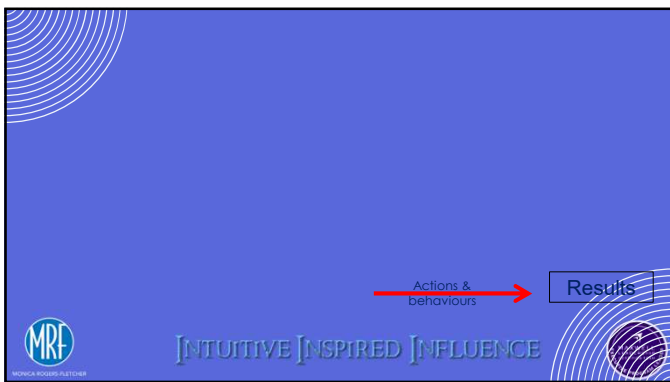 Actions &
behaviours
Results
MRF
INTUITIVE INSPIRED INFLUENCE
MONICA ROGERS-FLETCHER